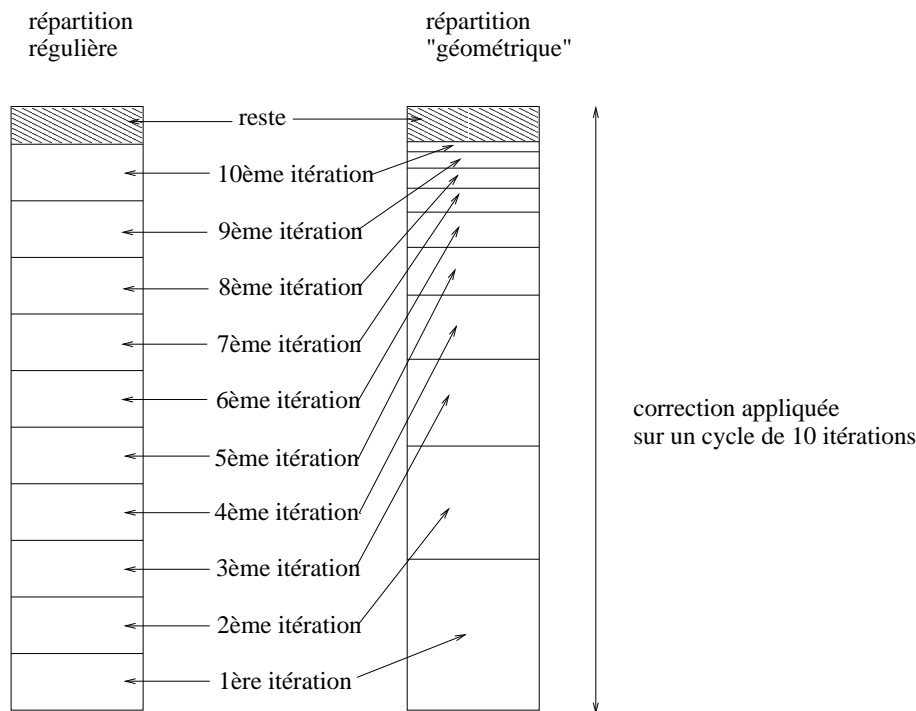 répartition
régulière
répartition
"géométrique"
reste
10ème itération
9ème itération
8ème itération
7ème itération
6ème itération
5ème itération
4ème itération
3ème itération
2ème itération
1ère itération
correction appliquée
sur un cycle de 10 itérations